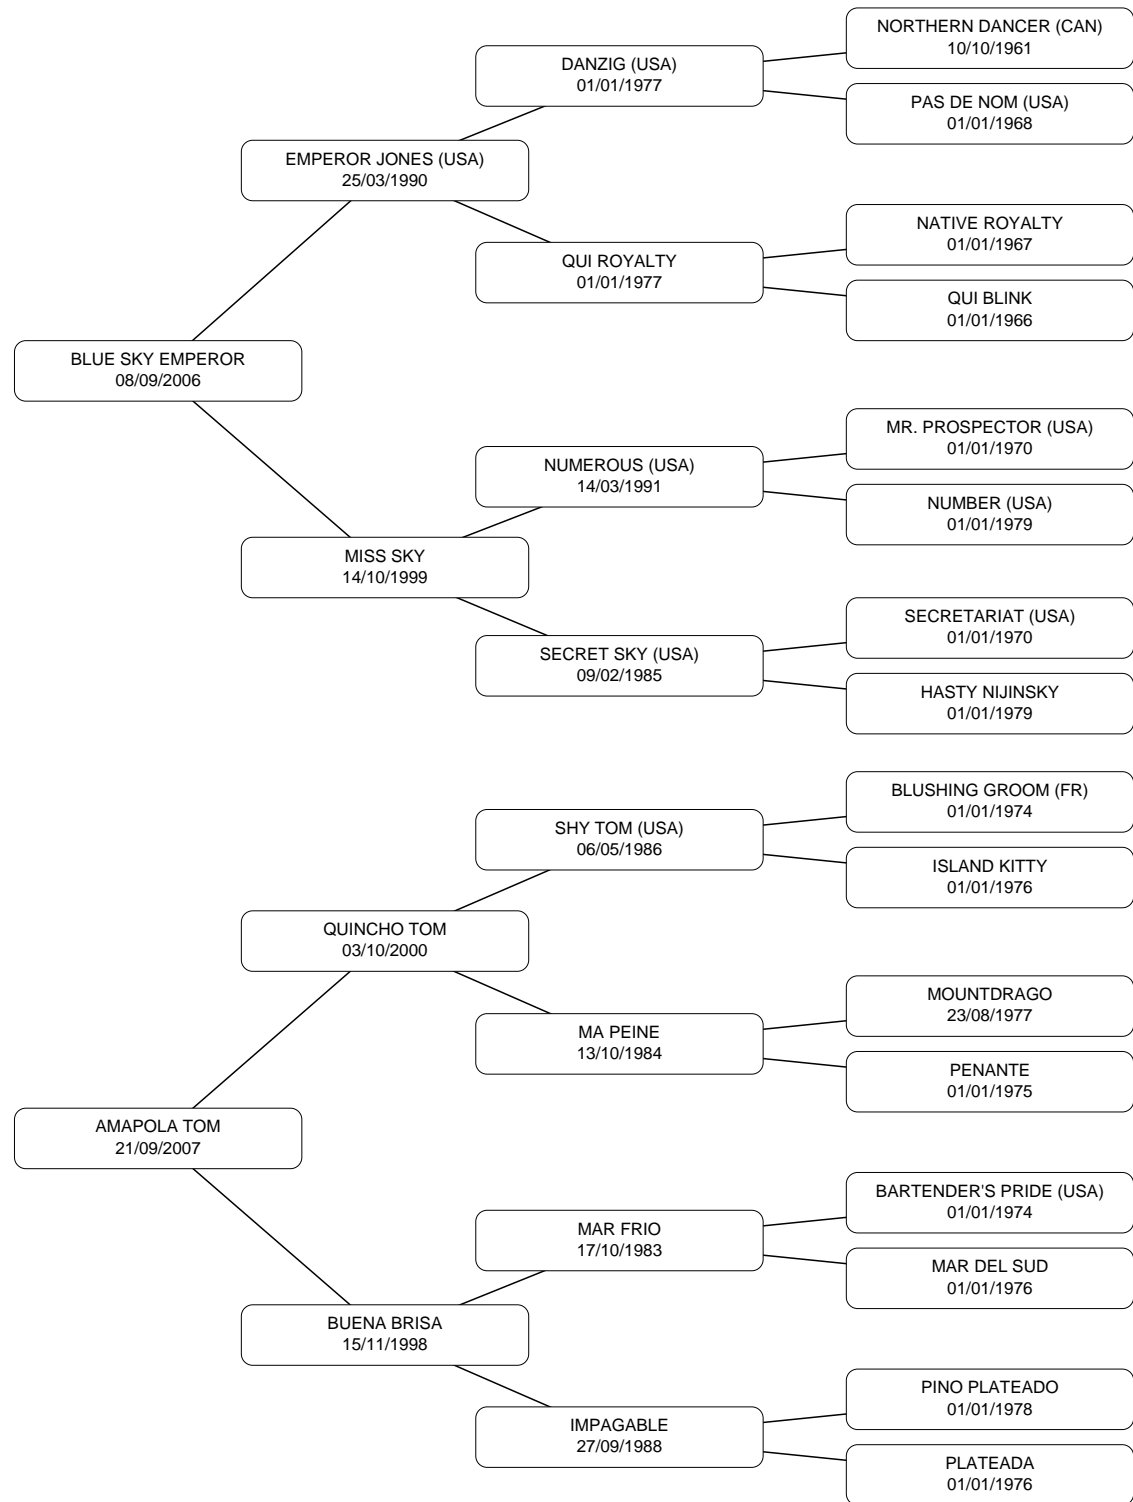 NORTHERN DANCER (CAN)
10/10/1961
DANZIG (USA)
01/01/1977
PAS DE NOM (USA)
01/01/1968
EMPEROR JONES (USA)
25/03/1990
NATIVE ROYALTY
01/01/1967
QUI ROYALTY
01/01/1977
QUI BLINK
01/01/1966
BLUE SKY EMPEROR
08/09/2006
MR. PROSPECTOR (USA)
01/01/1970
NUMEROUS (USA)
14/03/1991
NUMBER (USA)
01/01/1979
MISS SKY
14/10/1999
SECRETARIAT (USA)
01/01/1970
SECRET SKY (USA)
09/02/1985
HASTY NIJINSKY
01/01/1979
BLUSHING GROOM (FR)
01/01/1974
SHY TOM (USA)
06/05/1986
ISLAND KITTY
01/01/1976
QUINCHO TOM
03/10/2000
MOUNTDRAGO
23/08/1977
MA PEINE
13/10/1984
PENANTE
01/01/1975
AMAPOLA TOM
21/09/2007
BARTENDER'S PRIDE (USA)
01/01/1974
MAR FRIO
17/10/1983
MAR DEL SUD
01/01/1976
BUENA BRISA
15/11/1998
PINO PLATEADO
01/01/1978
IMPAGABLE
27/09/1988
PLATEADA
01/01/1976